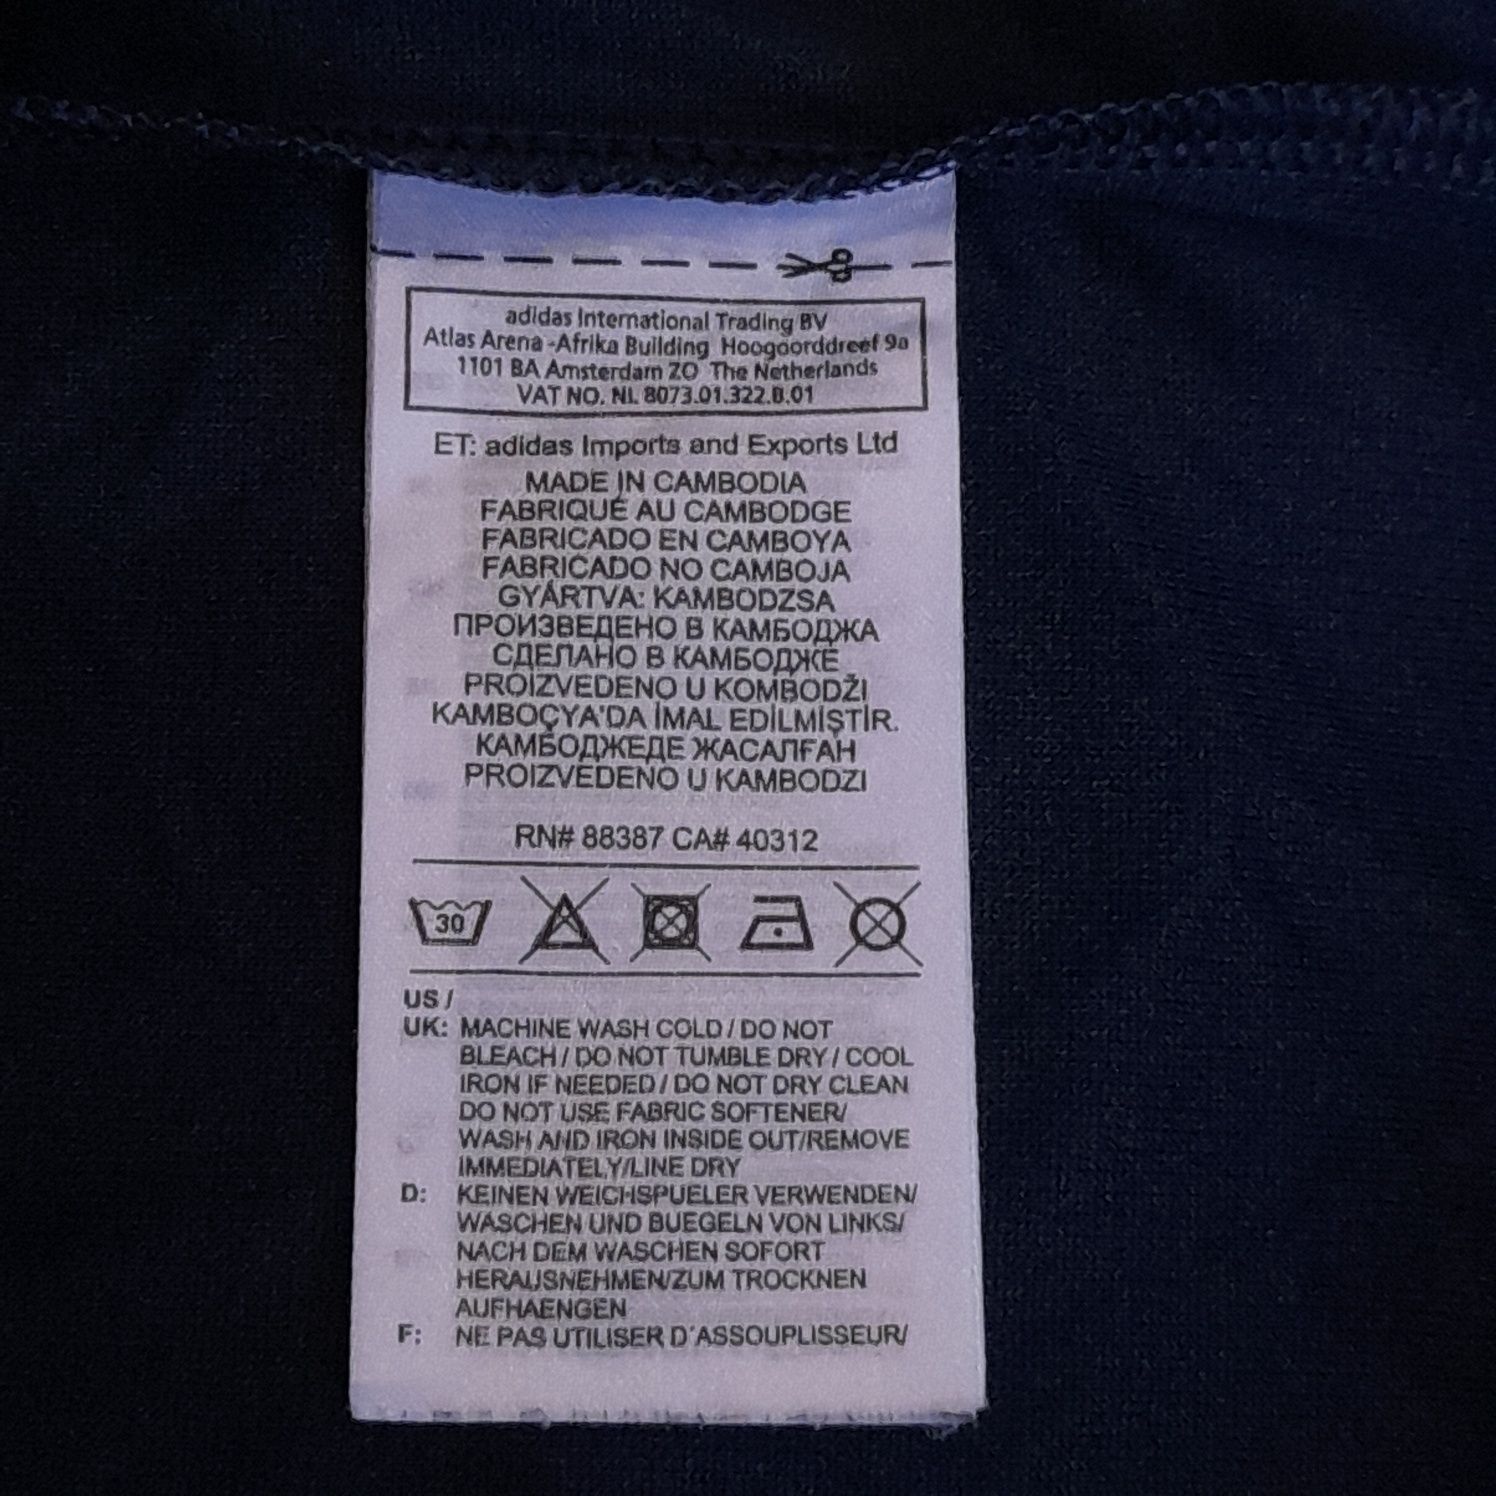 adidas International Trading BV
Atlas Arena -Afrika Building Hoogoorddreef 9a
1101 BA Amsterdam ZO The Netherlands
VAT NO. NL 8073.01.322.B.01
ET: adidas Imports and Exports Ltd
MADE IN CAMBODIA
FABRIQUÉ AU CAMBODGE
FABRICADO EN CAMBOYA
FABRICADO NO CAMBOJA
GYÁRTVA: KAMBODZSA
ПРОИЗВЕДЕНО В КАМБОДЖА
СДЕЛАНО В КАМБОДЖЕ
PROIZVEDENO U KOMBODŽI
KAMBOÇYA'DA İMAL EDİLMİŞTİR.
КАМБОДЖЕДЕ ЖАСАЛҒАН
PROIZVEDENO U KAMBODZI
RN# 88387 CA# 40312
30
US /
UK: MACHINE WASH COLD / DO NOT
BLEACH / DO NOT TUMBLE DRY / COOL
IRON IF NEEDED / DO NOT DRY CLEAN
DO NOT USE FABRIC SOFTENER/
WASH AND IRON INSIDE OUT/REMOVE
IMMEDIATELY/LINE DRY
D: KEINEN WEICHSPUELER VERWENDEN/
WASCHEN UND BUEGELN VON LINKS/
NACH DEM WASCHEN SOFORT
HERAUSNEHMEN/ZUM TROCKNEN
AUFHAENGEN
F: NE PAS UTILISER D'ASSOUPLISSEUR/